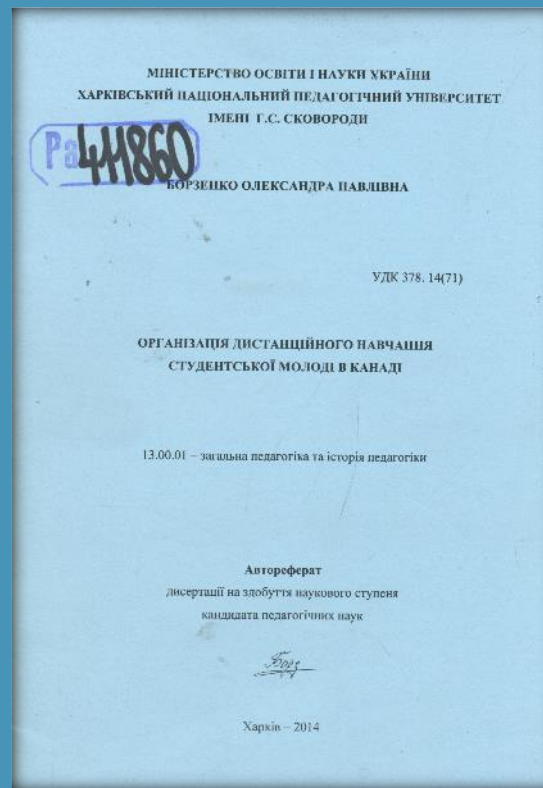 МІНІСТЕРСТВО ОСВІТИ І НАУКИ УКРАЇНИ
ХАРКІВСЬКИЙ НАЦІОНАЛЬНИЙ ПЕДАГОГІЧНИЙ УНІВЕРСИТЕТ
ІМЕНІ Г.С. СКОВОРОДИ
411860
БОРЗЕНКО ОЛЕКСАНДРА ПАВЛІВНА
УДК 378. 14(71)
ОРГАНІЗАЦІЯ ДИСТАНЦІЙНОГО НАВЧАННЯ
СТУДЕНТСЬКОЇ МОЛОДІ В КАНАДІ
13.00.01 – загальна педагогіка та історія педагогіки
Автореферат
дисертації на здобуття наукового ступеня
кандидата педагогічних наук
Харків – 2014